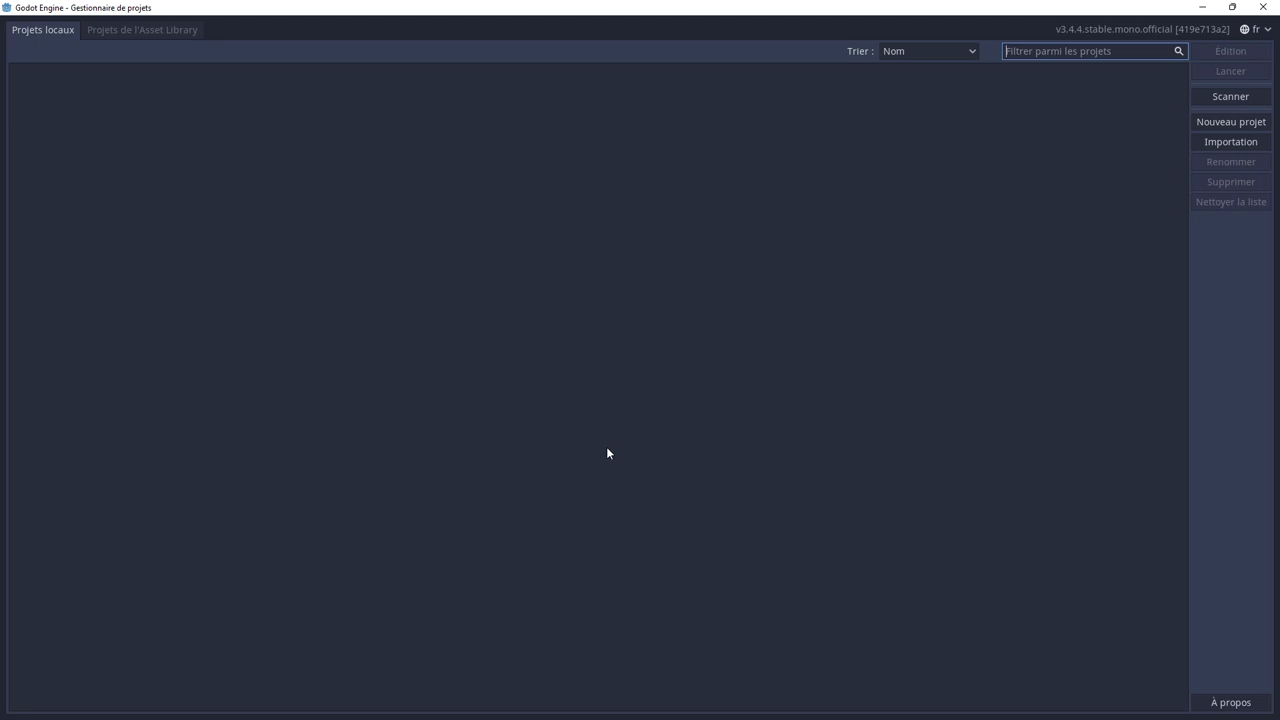 Godot Engine - Gestionnaire de projets
Projets locaux
Projets de l'Asset Library
v3.4.4.stable.mono.official [419e713a2]
fr
Trier :
Nom
Filtrer parmi les projets
Édition
Lancer
Scanner
Nouveau projet
Importation
Renommer
Supprimer
Nettoyer la liste
À propos